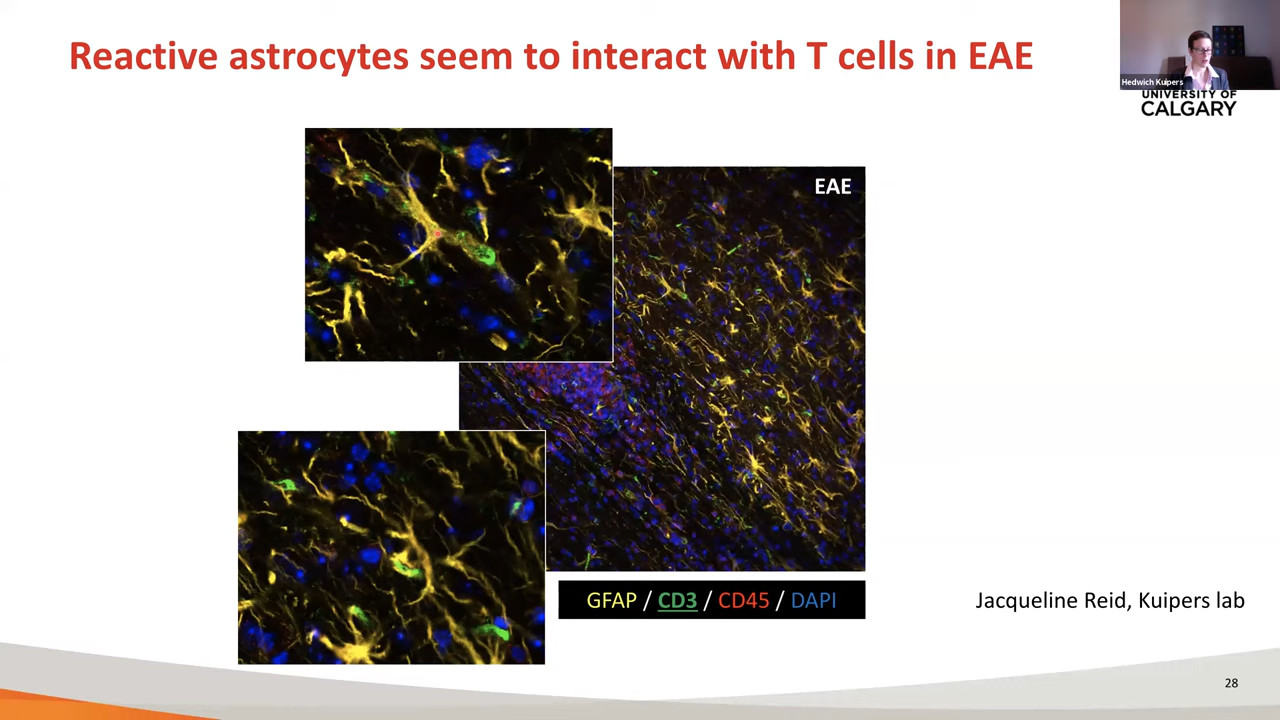 Reactive astrocytes seem to interact with T cells in EAE
Hedwich Kuipers
UNIVERSITY OF
CALGARY
EAE
GFAP / CD3 / CD45 / DAPI
Jacqueline Reid, Kuipers lab
28